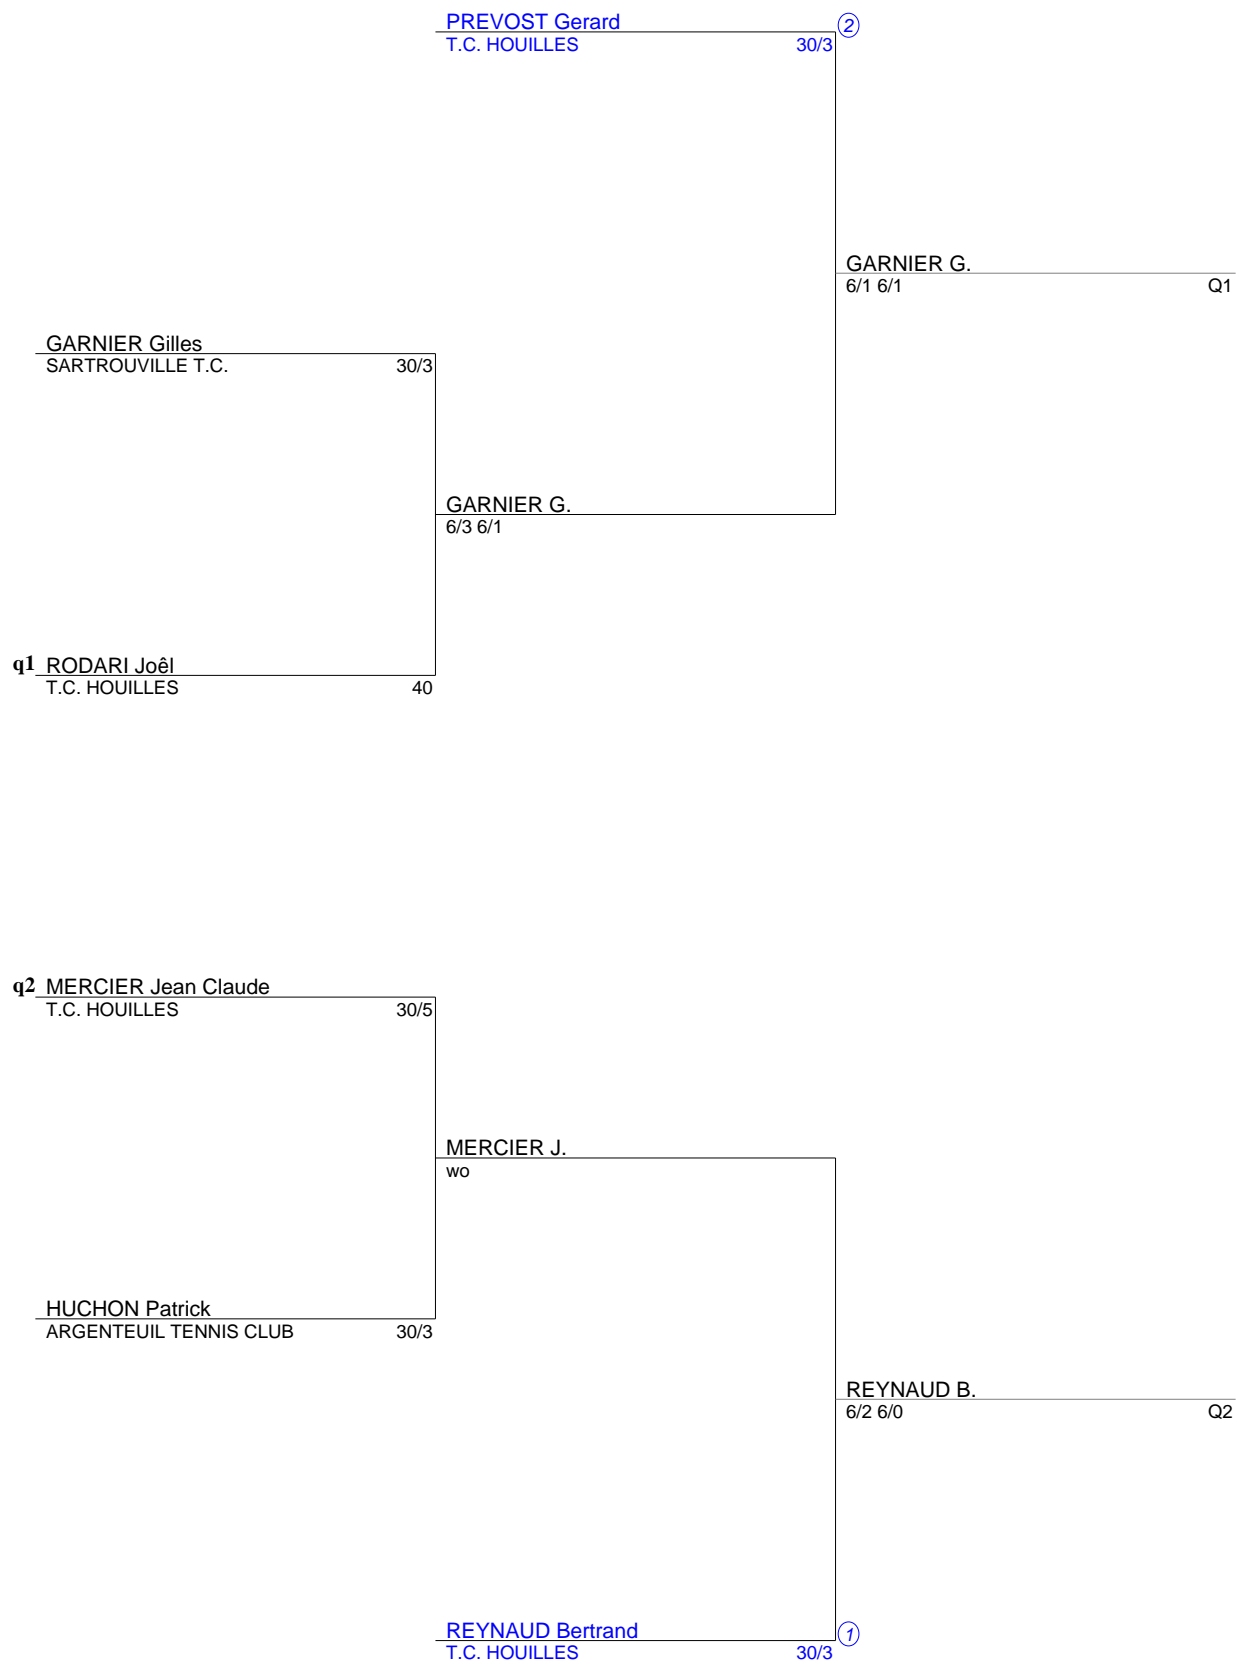 PREVOST Gerard 2
T.C. HOUILLES 30/3
GARNIER G.
6/1 6/1 Q1
GARNIER Gilles
SARTROUVILLE T.C. 30/3
GARNIER G.
6/3 6/1
q1 RODARI Joêl
T.C. HOUILLES 40
q2 MERCIER Jean Claude
T.C. HOUILLES 30/5
MERCIER J.
wo
HUCHON Patrick
ARGENTEUIL TENNIS CLUB 30/3
REYNAUD B.
6/2 6/0 Q2
REYNAUD Bertrand 1
T.C. HOUILLES 30/3